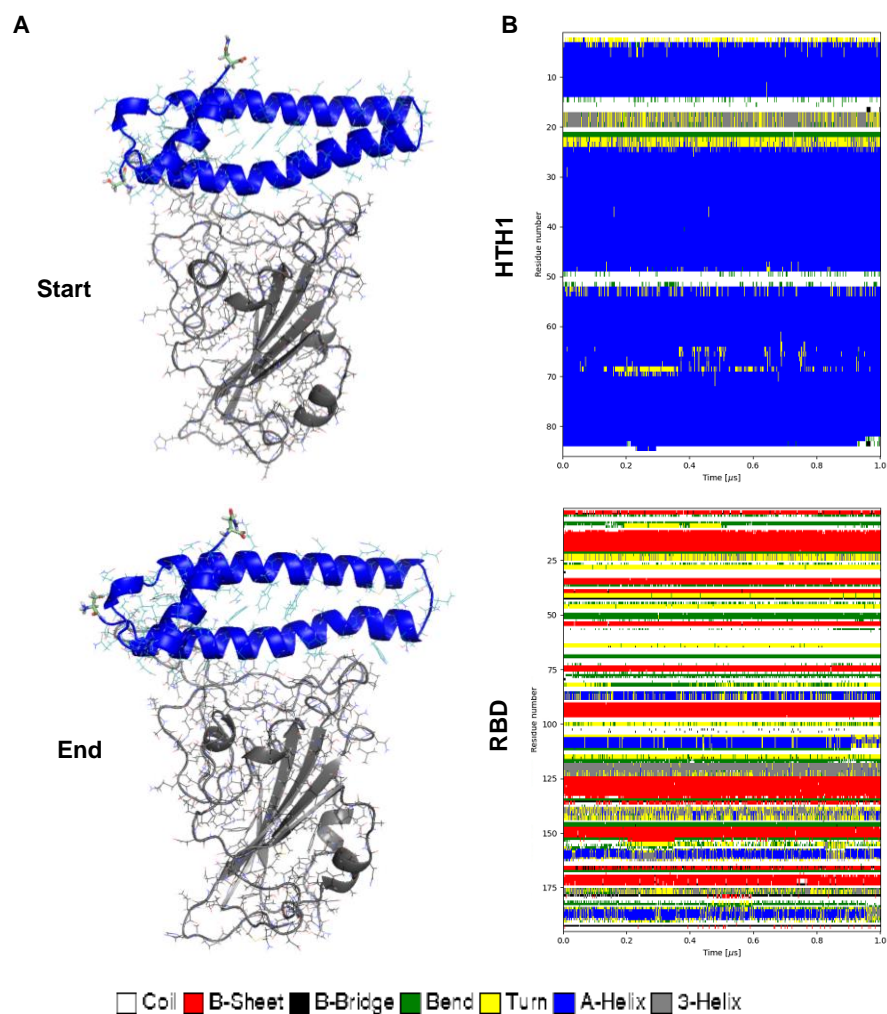 A
B
Start
End
HTH1
Residue number
10
20
30
40
50
60
70
80
0.0 0.2 0.4 0.6 0.8 1.0
Time [μs]
RBD
Residue number
25
50
75
100
125
150
175
0.0 0.2 0.4 0.6 0.8 1.0
Time [μs]
Coil B-Sheet B-Bridge Bend Turn A-Helix 3-Helix